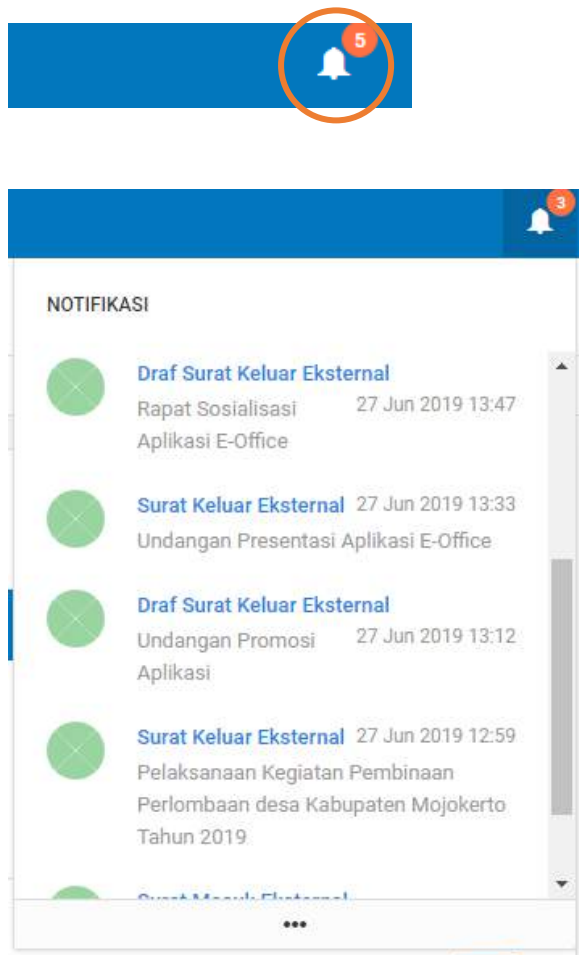 5
3
NOTIFIKASI
Draf Surat Keluar Eksternal
Rapat Sosialisasi 27 Jun 2019 13:47
Aplikasi E-Office
Surat Keluar Eksternal 27 Jun 2019 13:33
Undangan Presentasi Aplikasi E-Office
Draf Surat Keluar Eksternal
Undangan Promosi 27 Jun 2019 13:12
Aplikasi
Surat Keluar Eksternal 27 Jun 2019 12:59
Pelaksanaan Kegiatan Pembinaan
Perlombaan desa Kabupaten Mojokerto
Tahun 2019
Surat Masuk Eksternal